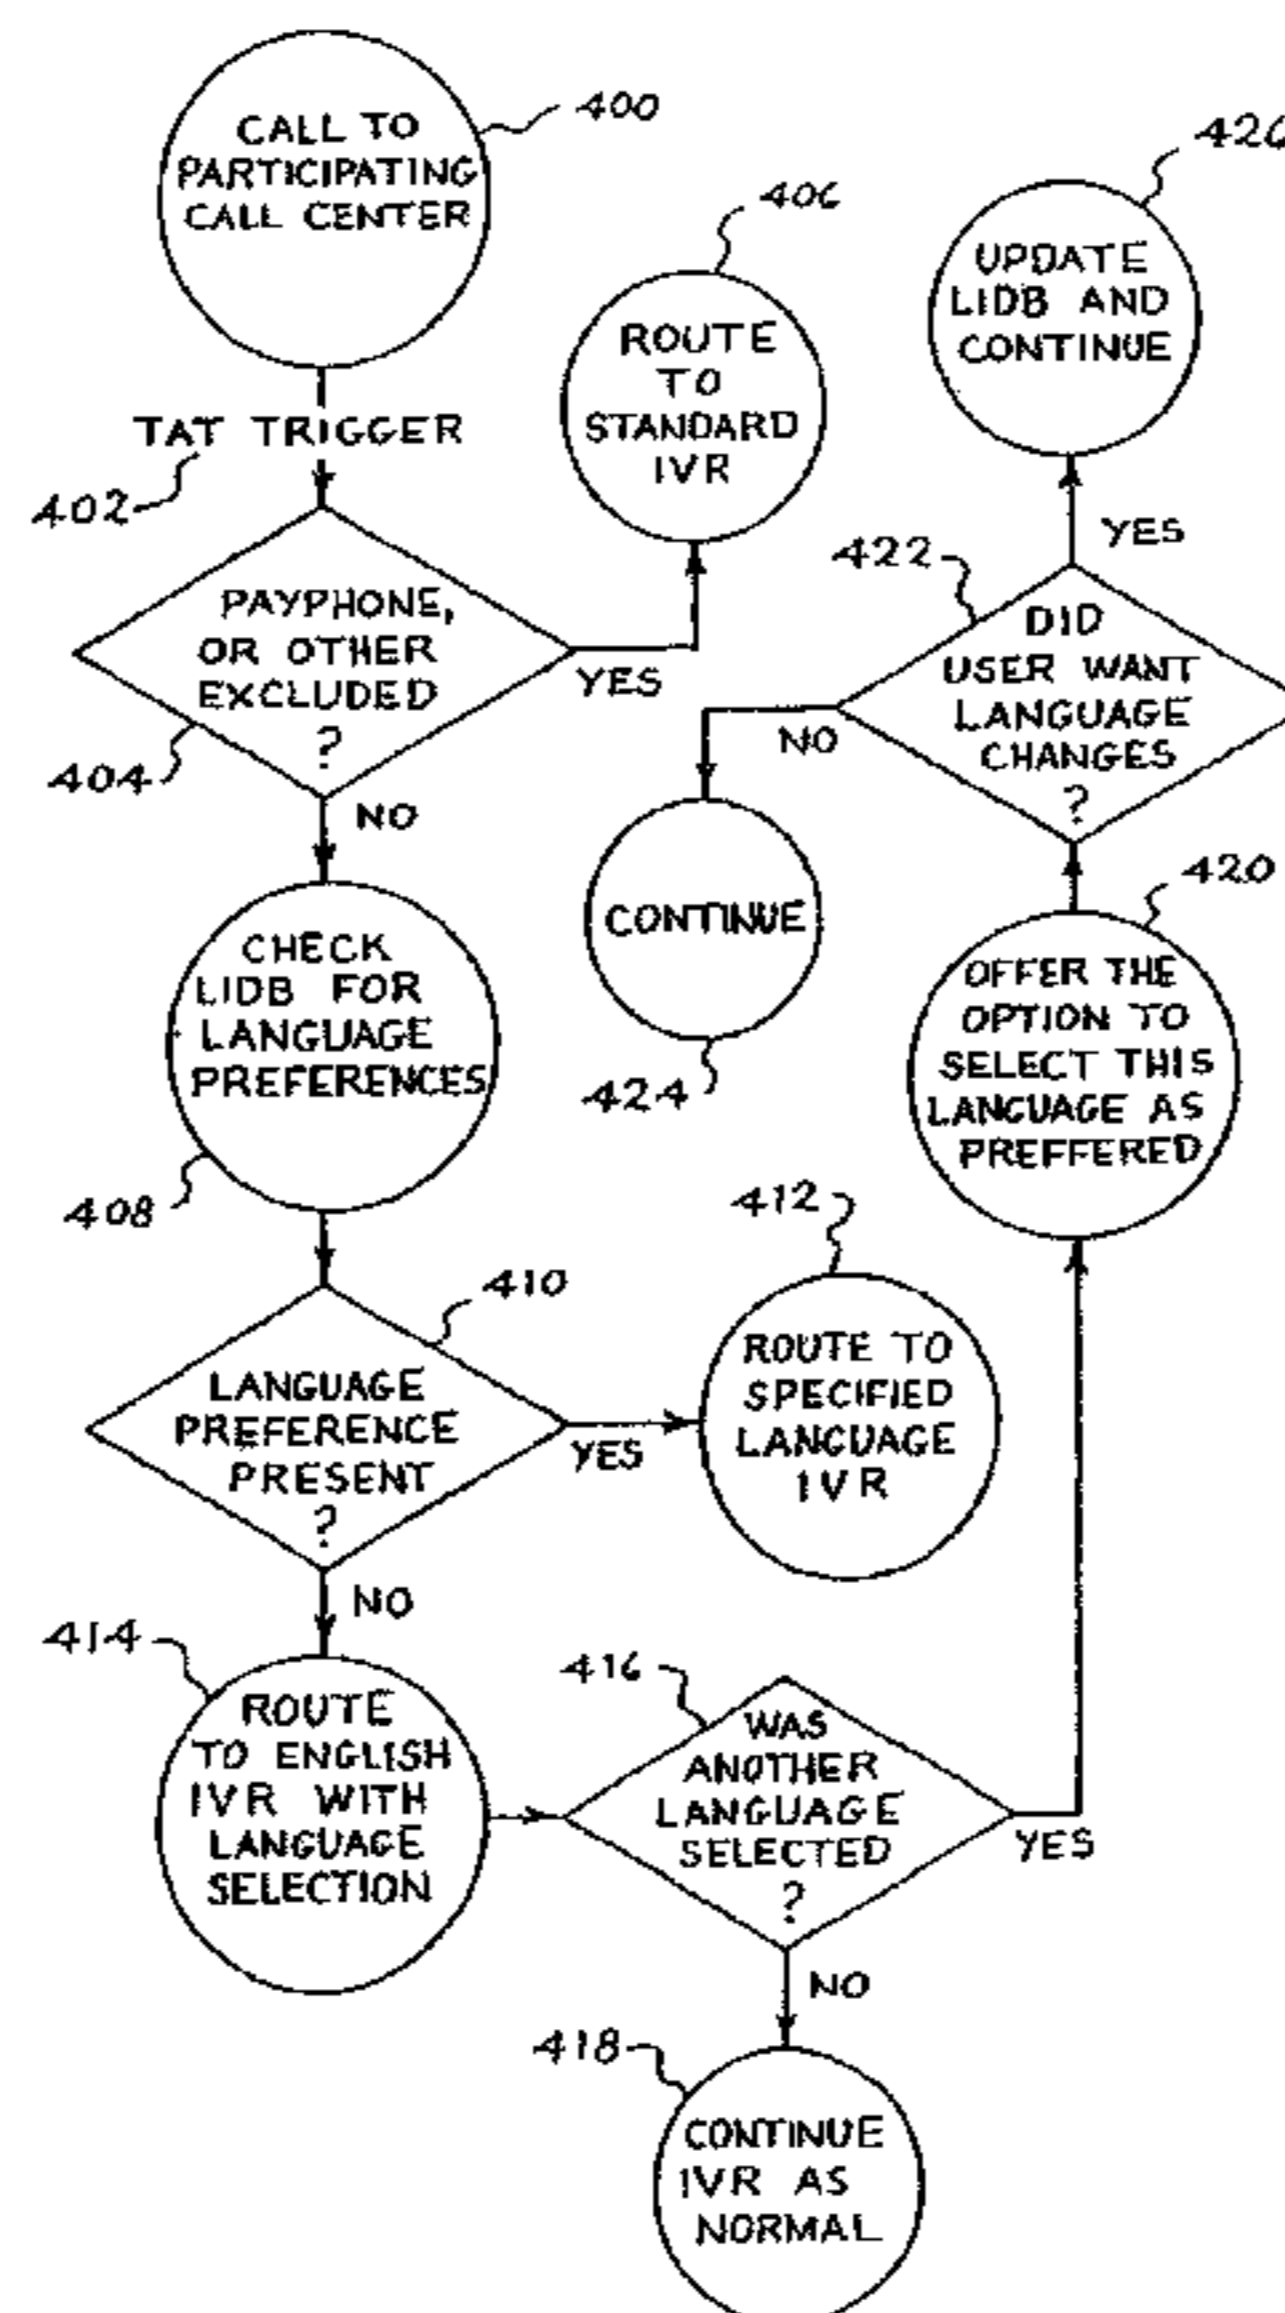 400
CALL TO
PARTICIPATING
CALL CENTER
TAT TRIGGER
402
PAYPHONE,
OR OTHER
EXCLUDED
?
404
YES
406
ROUTE
TO
STANDARD
IVR
NO
CHECK
LIDB FOR
LANGUAGE
PREFERENCES
408
410
LANGUAGE
PREFERENCE
PRESENT
?
YES
412
ROUTE TO
SPECIFIED
LANGUAGE
IVR
NO
414
ROUTE
TO ENGLISH
IVR WITH
LANGUAGE
SELECTION
416
WAS
ANOTHER
LANGUAGE
SELECTED
?
NO
418
CONTINUE
IVR AS
NORMAL
YES
420
OFFER THE
OPTION TO
SELECT THIS
LANGUAGE AS
PREFFERED
422
DID
USER WANT
LANGUAGE
CHANGES
?
NO
CONTINUE
424
YES
426
UPDATE
LIDB AND
CONTINUE